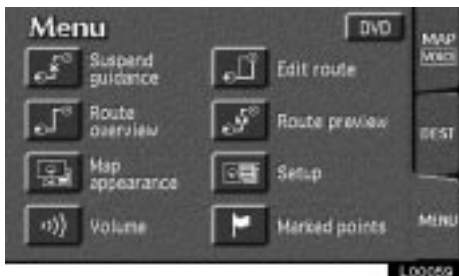 Menu
DVD
MAP
VOICE
Suspend
guidance
Edit route
Route
overview
Route preview
DEST
Map
appearance
Setup
Volume
Marked points
MENU
L00059